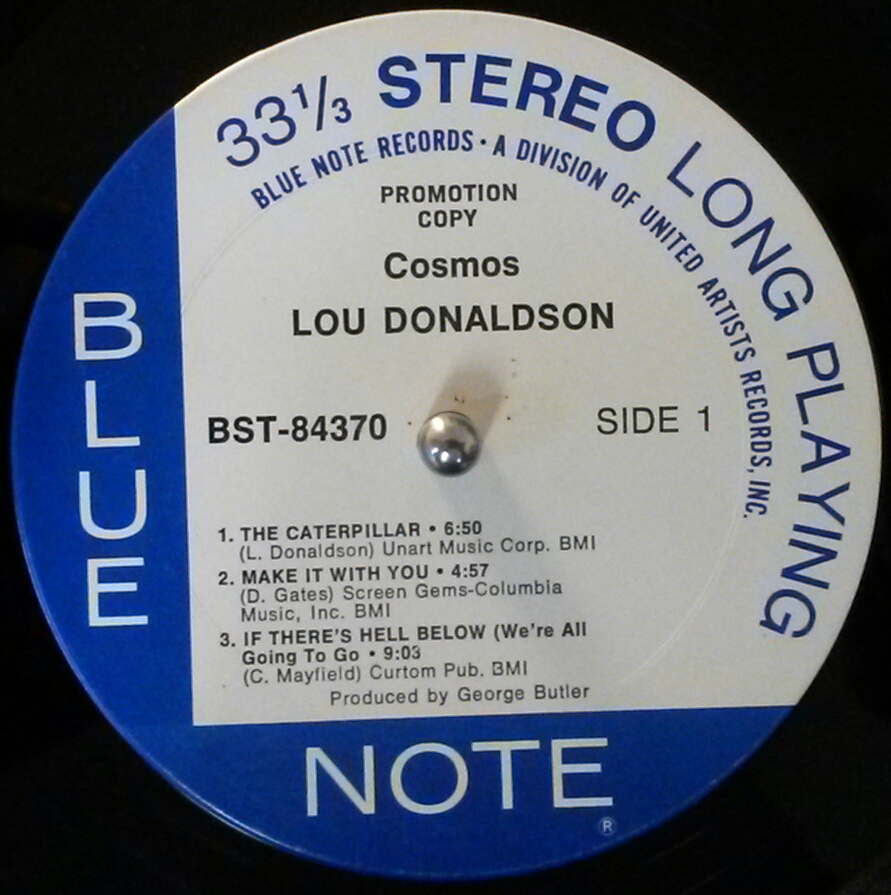 33⅓ STEREO LONG PLAYING
BLUE NOTE RECORDS · A DIVISION OF UNITED ARTISTS RECORDS, INC.
PROMOTION
COPY
Cosmos
LOU DONALDSON
BST-84370
SIDE 1
1. THE CATERPILLAR • 6:50
(L. Donaldson) Unart Music Corp. BMI
2. MAKE IT WITH YOU • 4:57
(D. Gates) Screen Gems-Columbia
Music, Inc. BMI
3. IF THERE'S HELL BELOW (We're All
Going To Go • 9:03
(C. Mayfield) Curtom Pub. BMI
Produced by George Butler
BLUE
NOTE
®